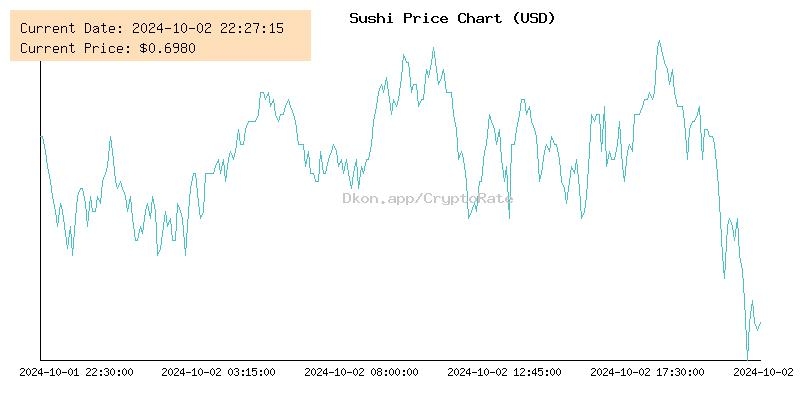 Sushi Price Chart (USD)
Current Date: 2024-10-02 22:27:15
Current Price: $0.6980
Dkon.app/CryptoRate
2024-10-01 22:30:00 2024-10-02 03:15:00 2024-10-02 08:00:00 2024-10-02 12:45:00 2024-10-02 17:30:00 2024-10-02